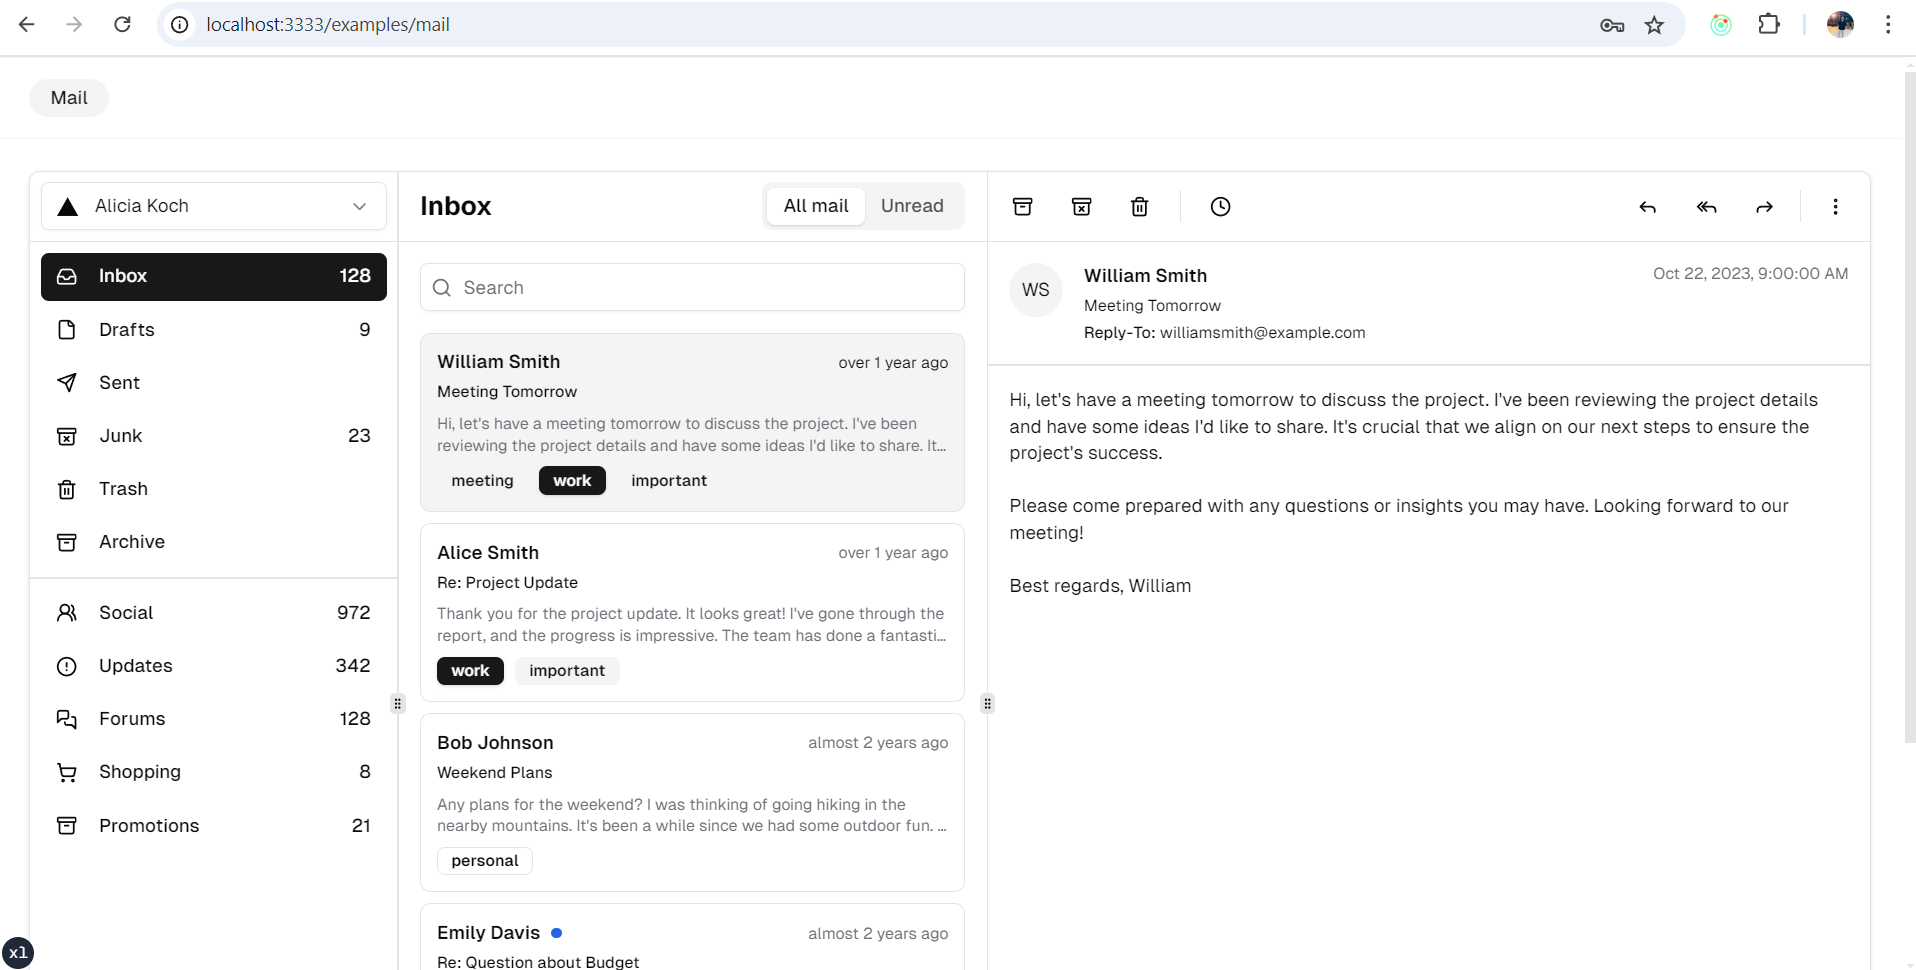 localhost:3333/examples/mail
Mail
Alicia Koch
Inbox 128
Drafts 9
Sent
Junk 23
Trash
Archive
Social 972
Updates 342
Forums 128
Shopping 8
Promotions 21
Inbox
All mail Unread
Search
William Smith over 1 year ago
Meeting Tomorrow
Hi, let's have a meeting tomorrow to discuss the project. I've been
reviewing the project details and have some ideas I'd like to share. It...
meeting work important
Alice Smith over 1 year ago
Re: Project Update
Thank you for the project update. It looks great! I've gone through the
report, and the progress is impressive. The team has done a fantasti...
work important
Bob Johnson almost 2 years ago
Weekend Plans
Any plans for the weekend? I was thinking of going hiking in the
nearby mountains. It's been a while since we had some outdoor fun. ...
personal
Emily Davis almost 2 years ago
Re: Question about Budget
WS
William Smith Oct 22, 2023, 9:00:00 AM
Meeting Tomorrow
Reply-To: williamsmith@example.com
Hi, let's have a meeting tomorrow to discuss the project. I've been reviewing the project details
and have some ideas I'd like to share. It's crucial that we align on our next steps to ensure the
project's success.
Please come prepared with any questions or insights you may have. Looking forward to our
meeting!
Best regards, William
xl